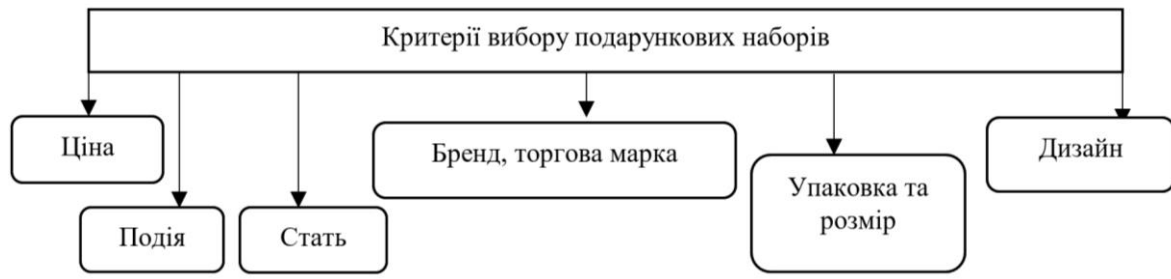 Критерії вибору подарункових наборів
Ціна
Подія
Стать
Бренд, торгова марка
Упаковка та
розмір
Дизайн